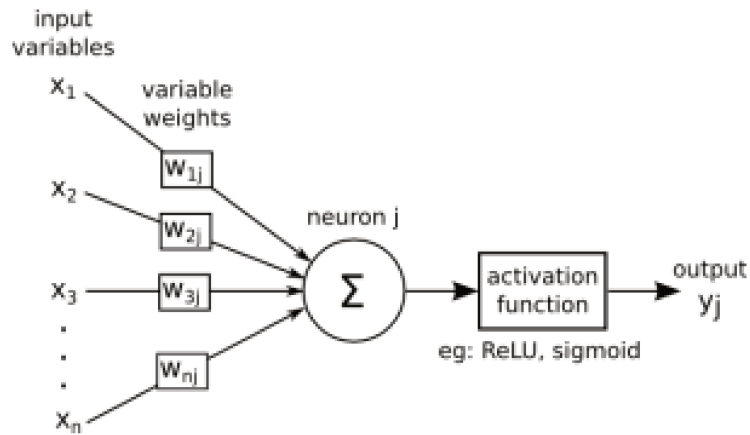 input
variables
x₁
variable
weights
w₁ⱼ
x₂
w₂ⱼ
neuron j
x₃
w₃ⱼ
Σ
activation
function
output
yⱼ
eg: ReLU, sigmoid
.
.
.
wₙⱼ
xₙ